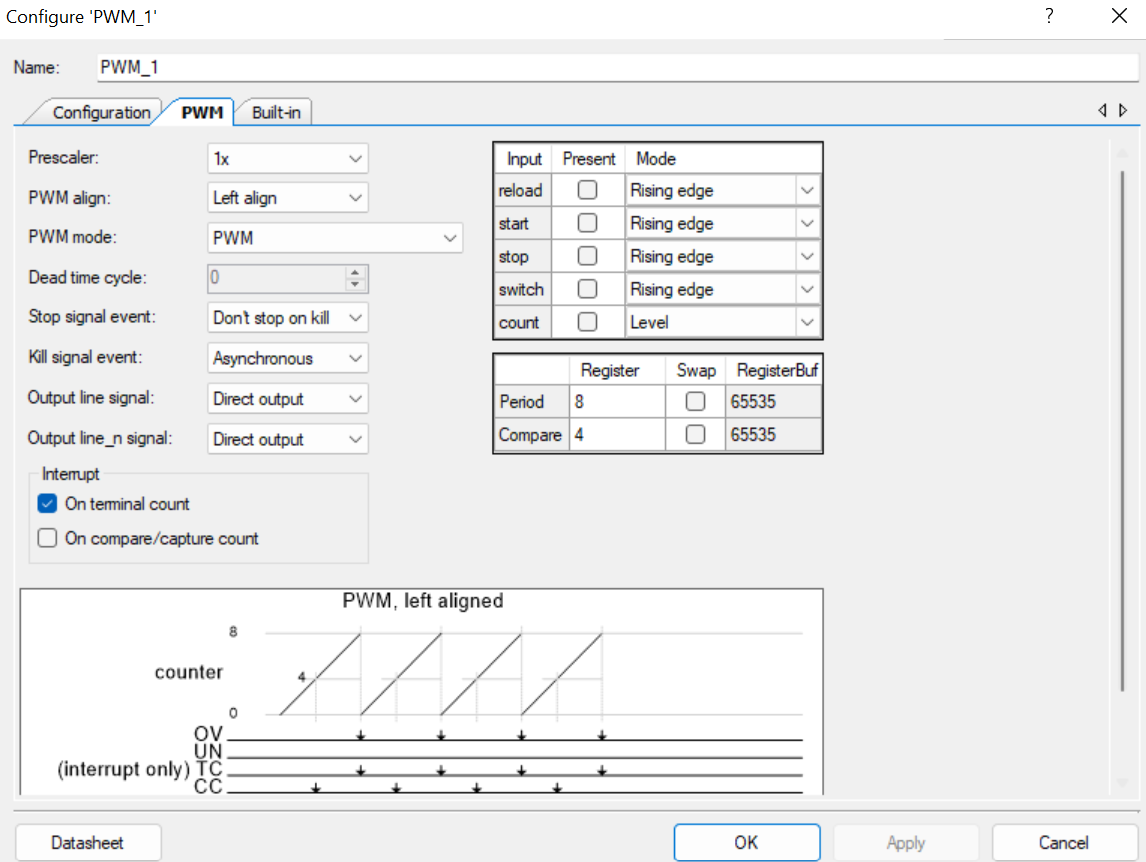 Configure 'PWM_1'
?
Name: PWM_1
Configuration PWM Built-in
Prescaler: 1x
PWM align: Left align
PWM mode: PWM
Dead time cycle: 0
Stop signal event: Don't stop on kill
Kill signal event: Asynchronous
Output line signal: Direct output
Output line_n signal: Direct output
Interrupt
On terminal count
On compare/capture count
Input Present Mode
reload Rising edge
start Rising edge
stop Rising edge
switch Rising edge
count Level
Register Swap RegisterBuf
Period 8 65535
Compare 4 65535
PWM, left aligned
8
counter
4
0
OV
UN
(interrupt only) TC
CC
Datasheet OK Apply Cancel